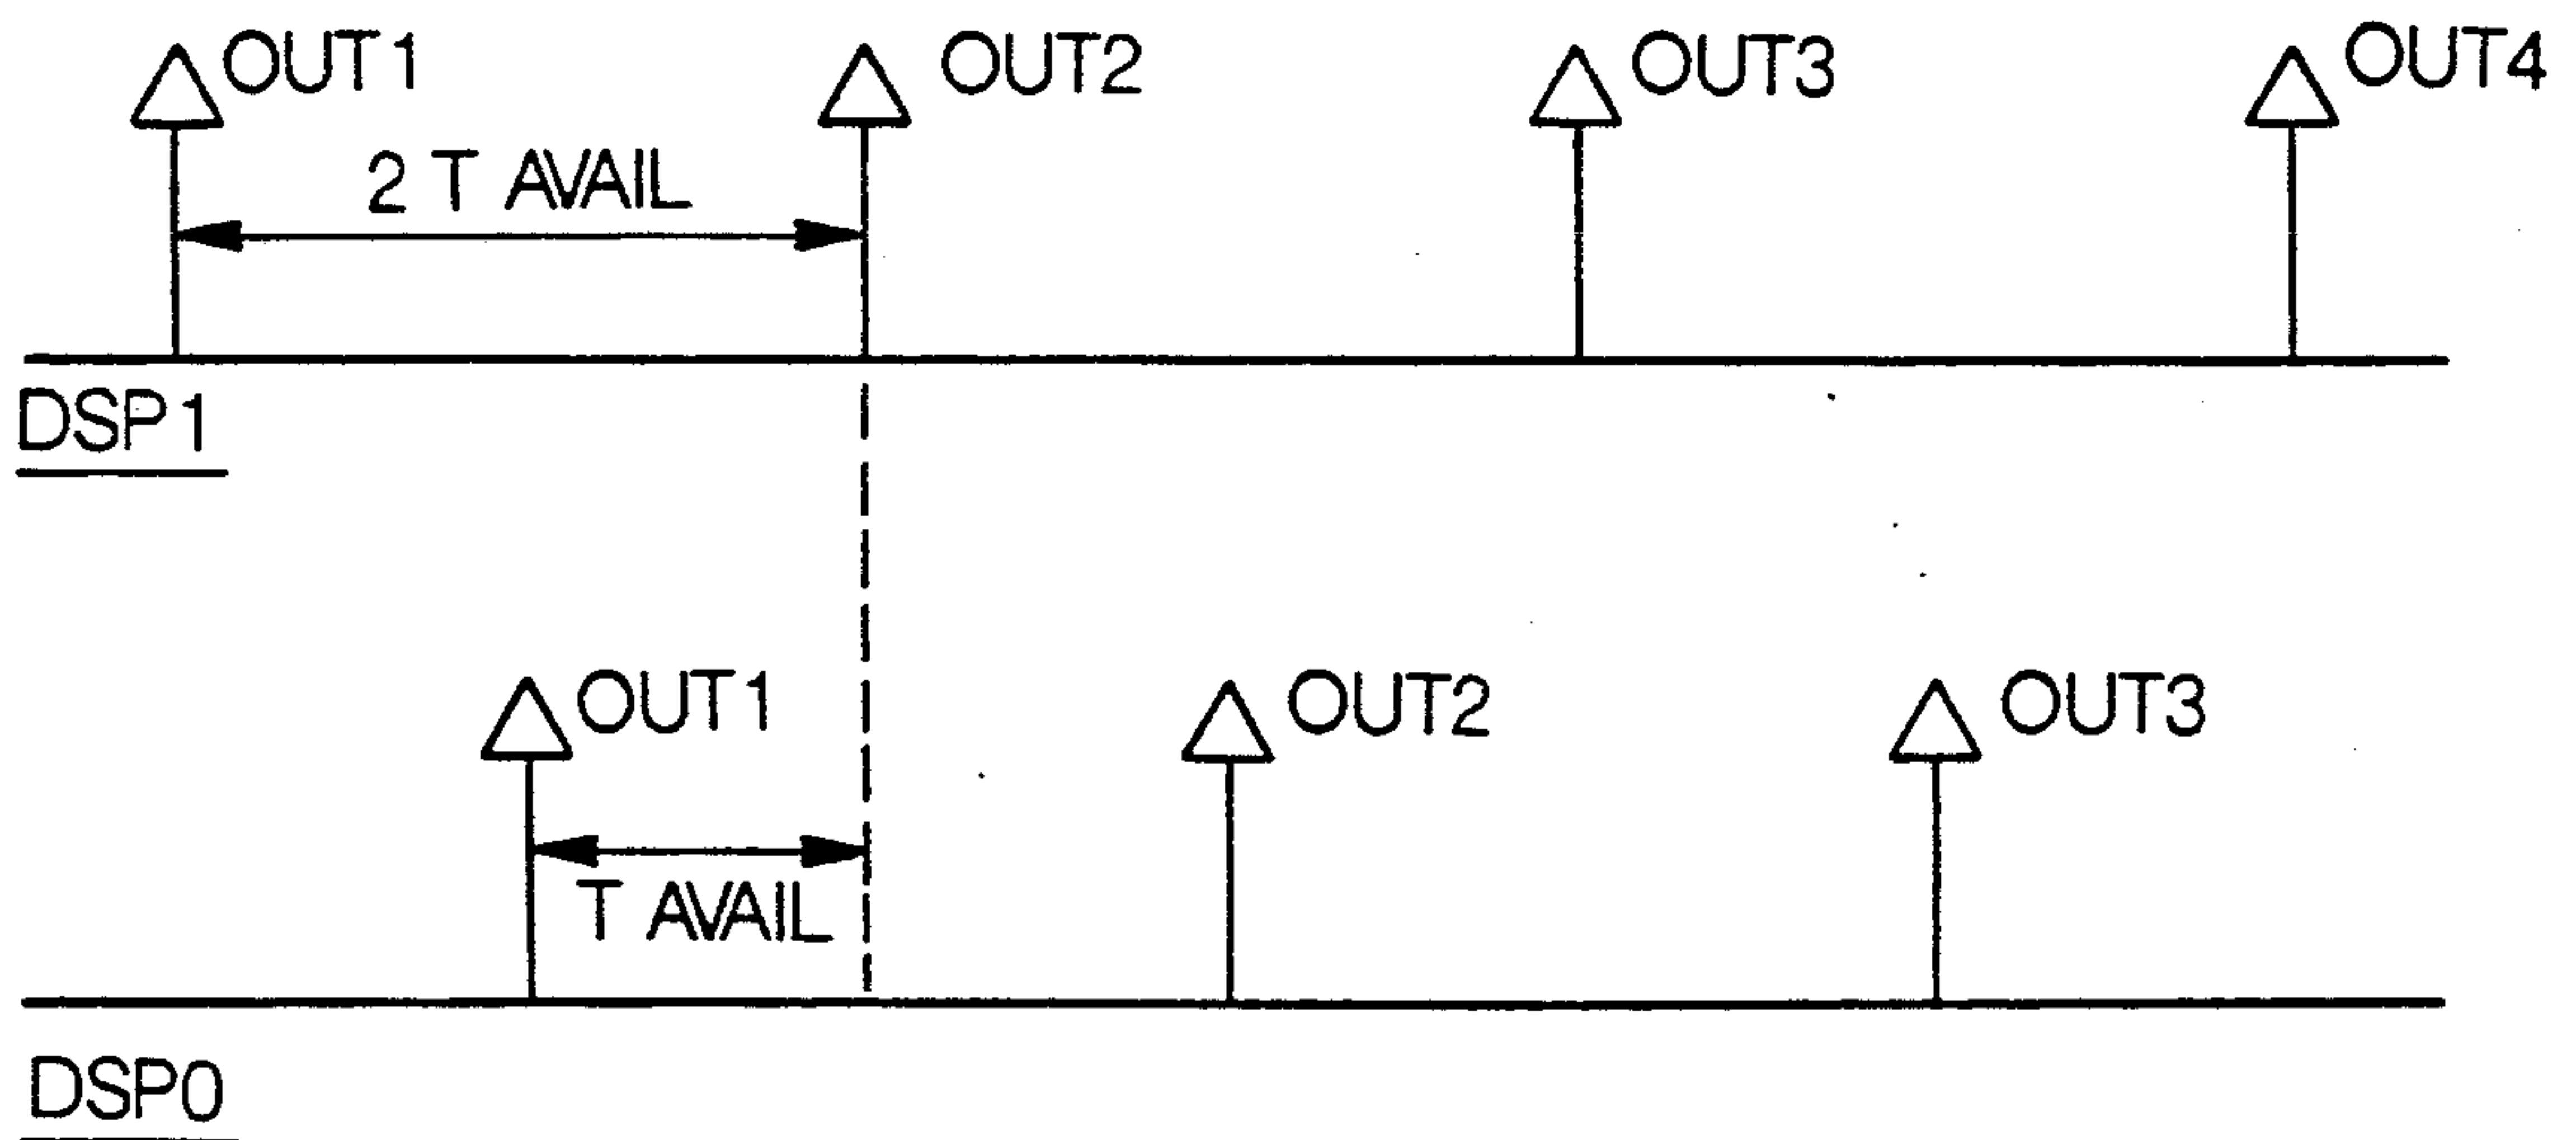 OUT1 OUT2 OUT3 OUT4
2 T AVAIL
DSP1
OUT1 OUT2 OUT3
T AVAIL
DSP0